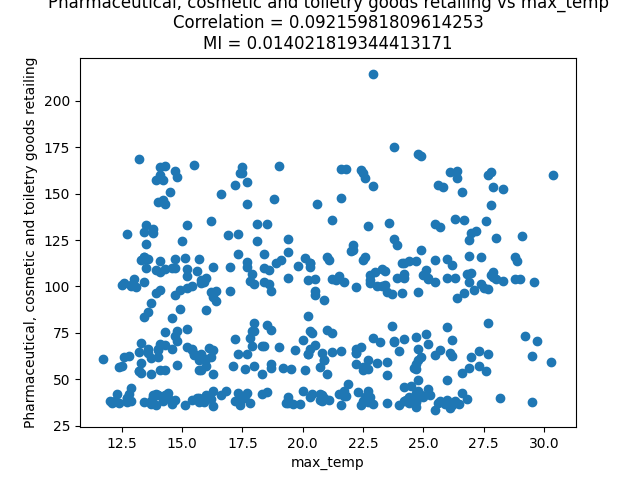 Pharmaceutical, cosmetic and toiletry goods retailing vs max_temp
Correlation = 0.09215981809614253
MI = 0.014021819344413171
Pharmaceutical, cosmetic and toiletry goods retailing
200
175
150
125
100
75
50
25
12.5 15.0 17.5 20.0 22.5 25.0 27.5 30.0
max_temp